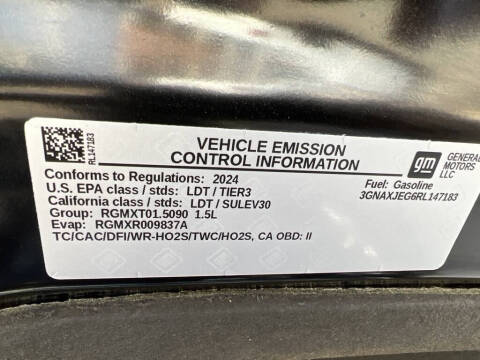 RL147183
VEHICLE EMISSION
CONTROL INFORMATION
gm
GENERAL
MOTORS
LLC
Conforms to Regulations: 2024
U.S. EPA class / stds: LDT / TIER3
California class / stds: LDT / SULEV30
Group: RGMXT01.5090 1.5L
Evap: RGMXR009837A
TC/CAC/DFI/WR-HO2S/TWC/HO2S, CA OBD: II
Fuel: Gasoline
3GNAXJEG6RL147183